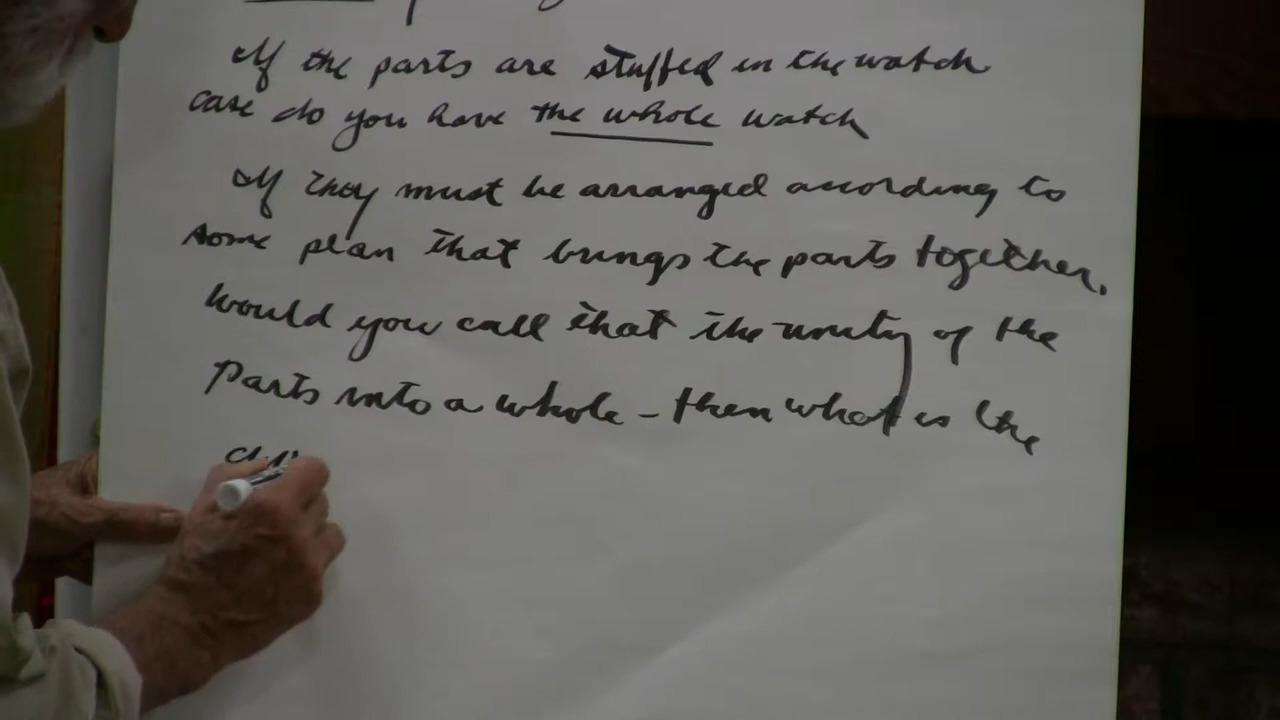 If the parts are stuffed in the watch
case do you have the whole watch
If they must be arranged according to
some plan that brings the parts together.
Would you call that the unity of the
parts into a whole - then what is the